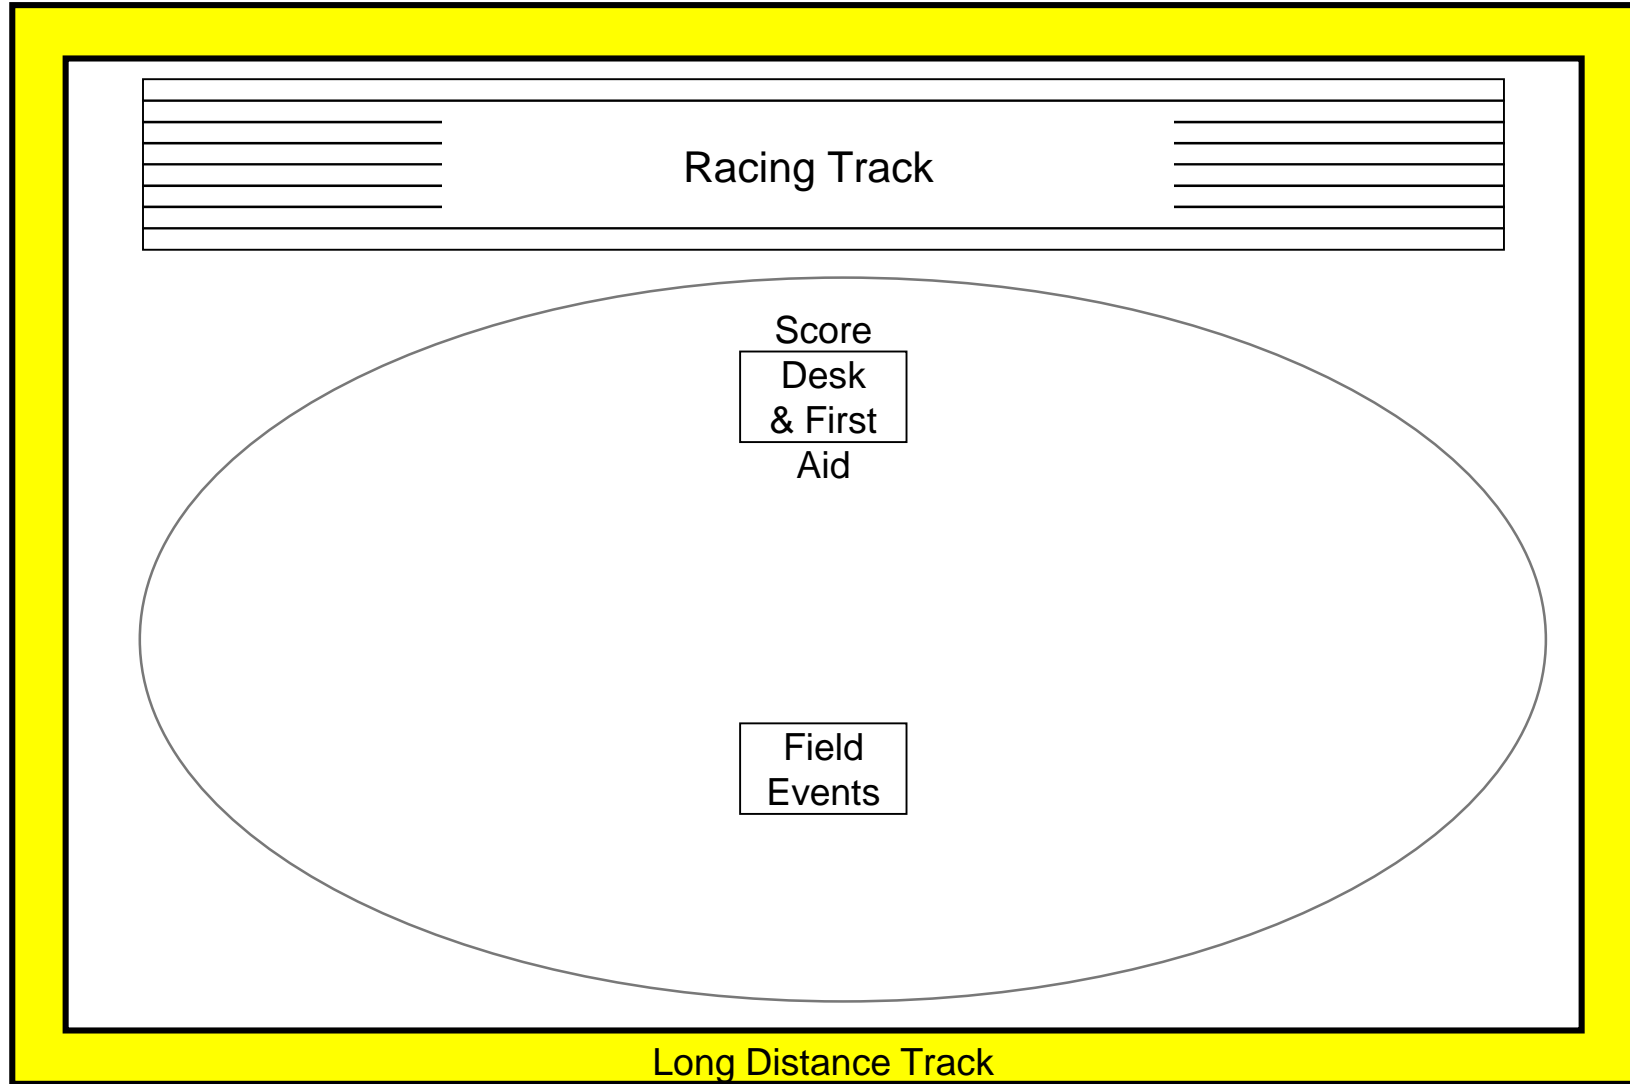 Racing Track
Score
Desk
& First
Aid
Field
Events
Long Distance Track